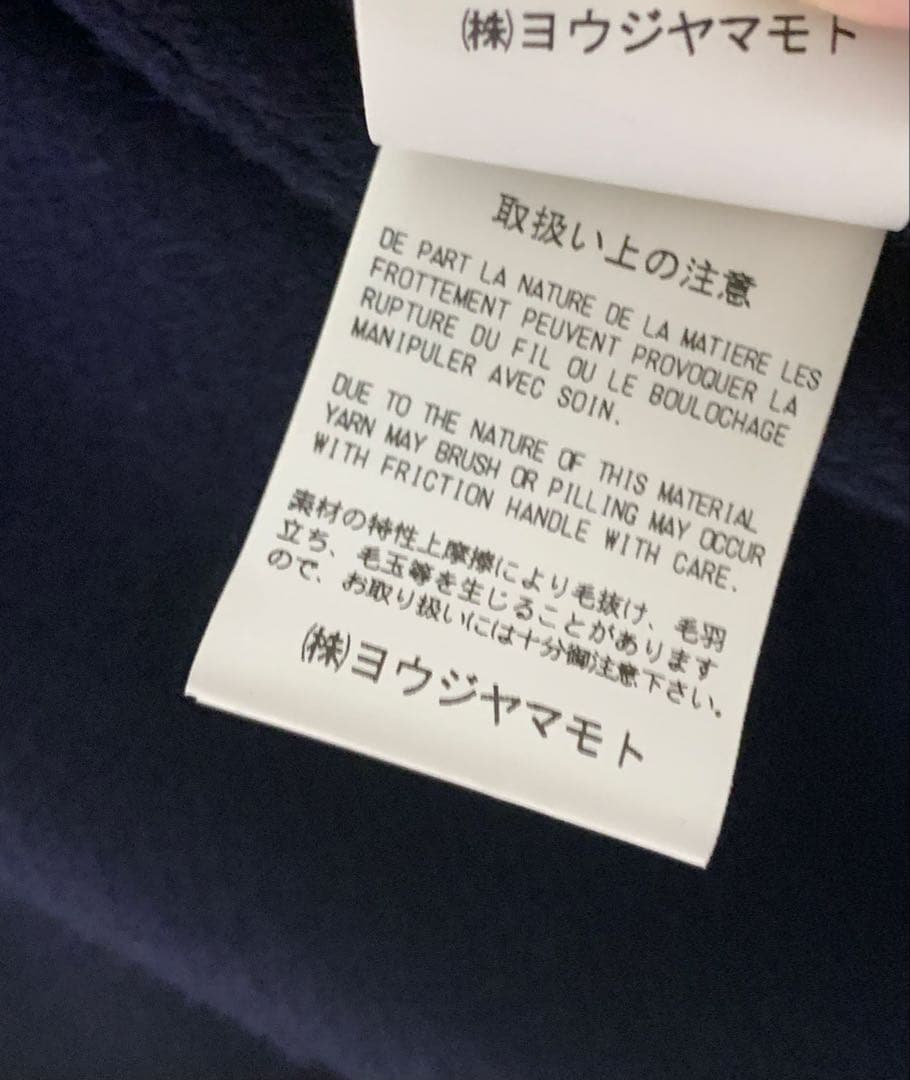 ㈱ヨウジヤマモト
取扱い上の注意
DE PART LA NATURE DE LA MATIERE LES
FROTTEMENT PEUVENT PROVOQUER LA
RUPTURE DU FIL OU LE BOULOCHAGE
MANIPULER AVEC SOIN.
DUE TO THE NATURE OF THIS MATERIAL
YARN MAY BRUSH OR PILLING MAY OCCUR
WITH FRICTION HANDLE WITH CARE.
素材の特性上摩擦により毛抜け、毛羽
立ち、毛玉等を生じることがあります
ので、お取り扱いには十分御注意下さい。
㈱ヨウジヤマモト